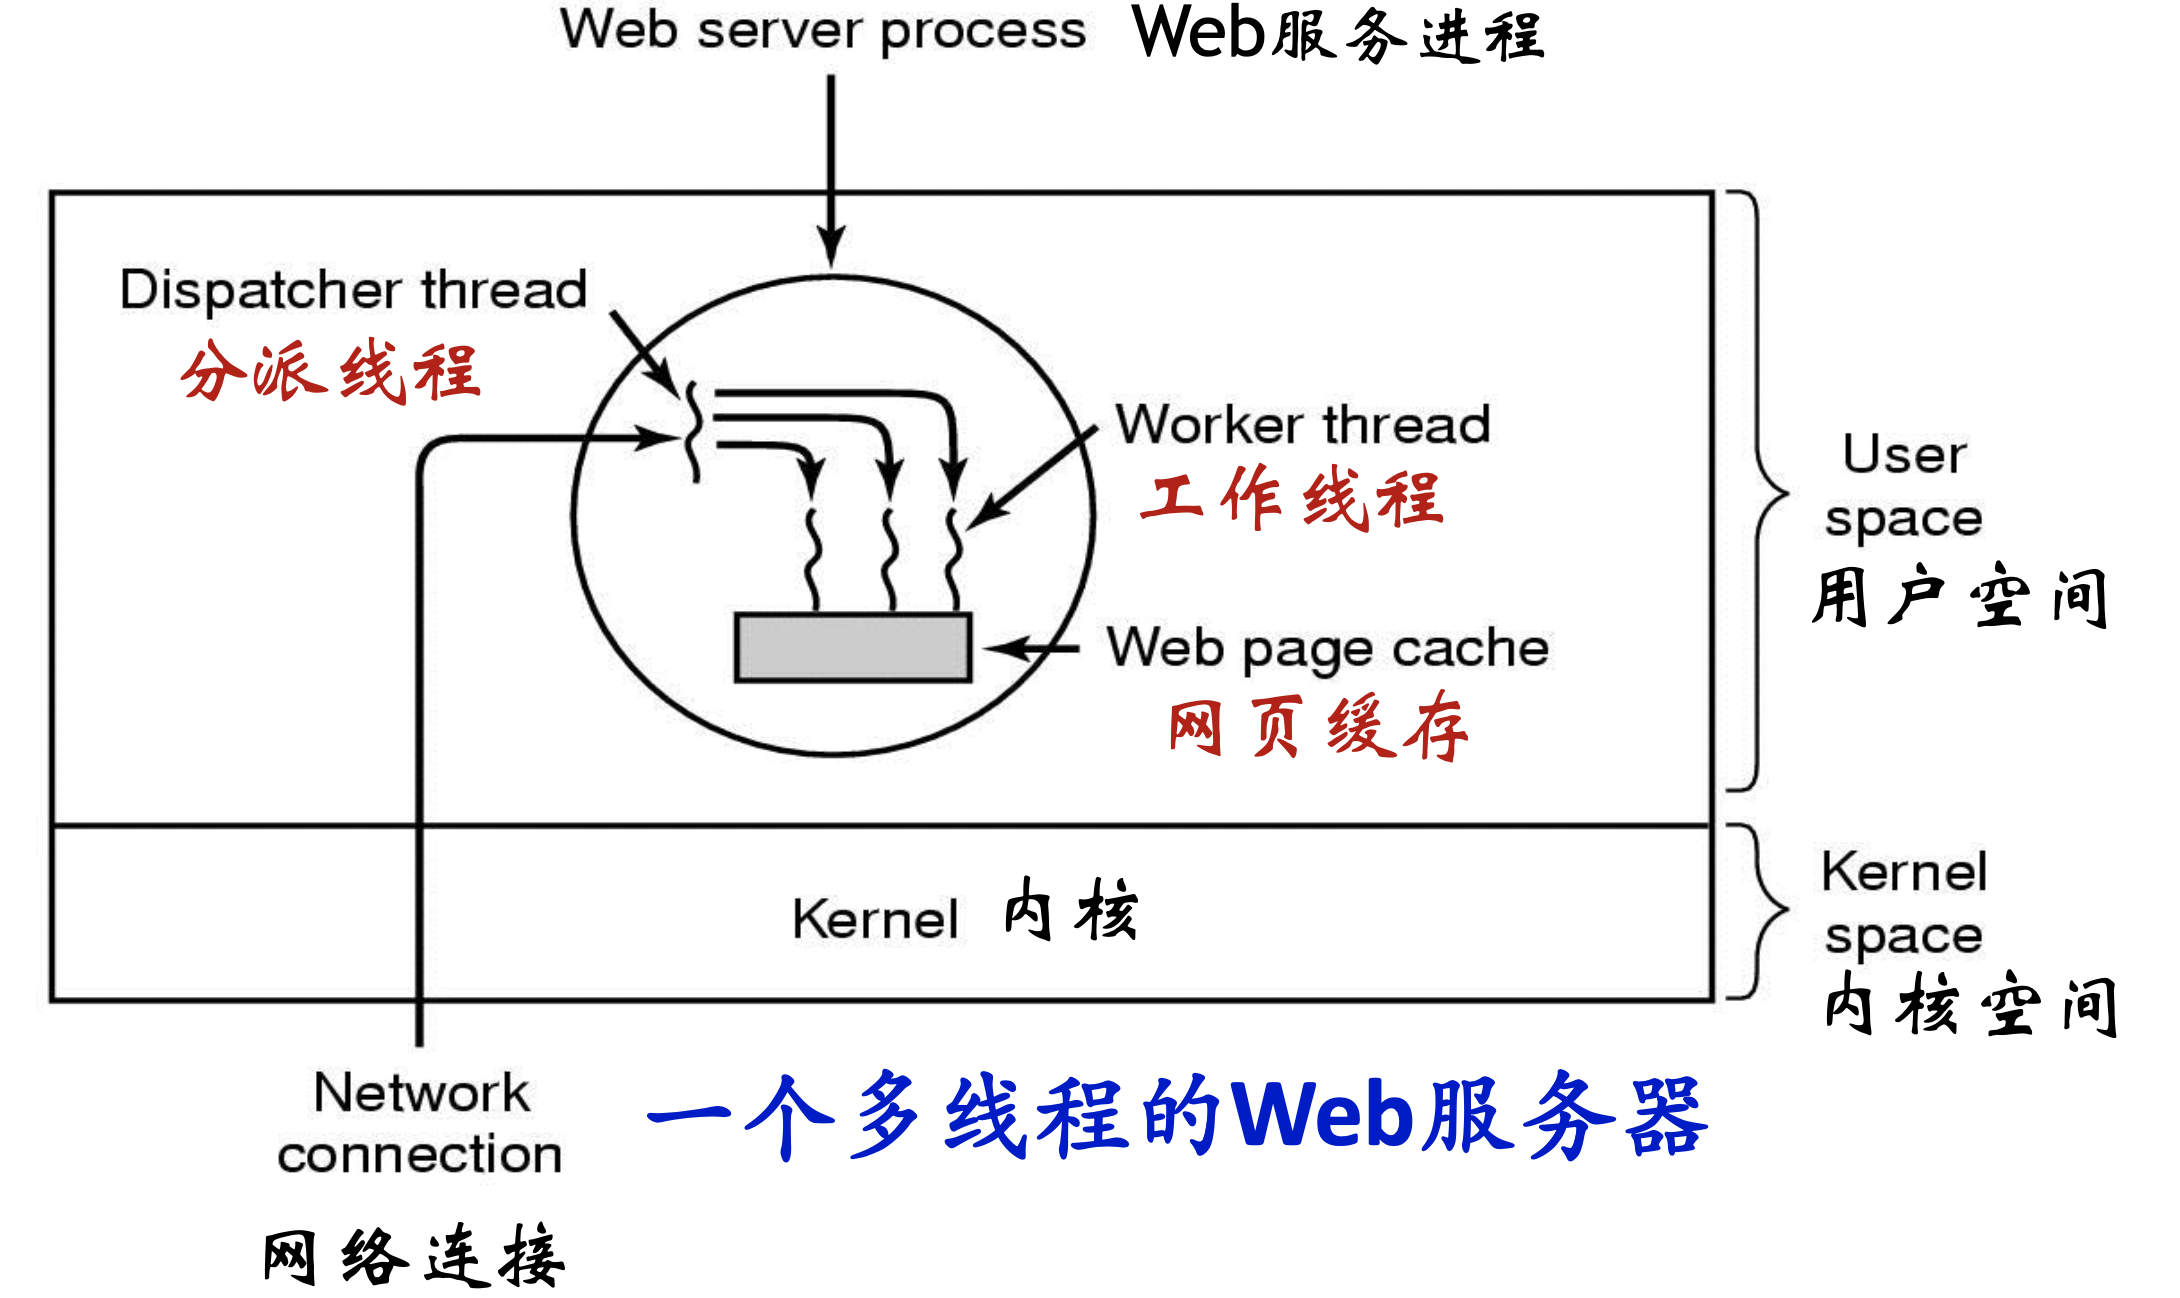 Web server process Web服务进程
Dispatcher thread
分派线程
Worker thread
工作线程
Web page cache
网页缓存
User
space
用户空间
Kernel 内核
Kernel
space
内核空间
Network
connection
网络连接
一个多线程的Web服务器